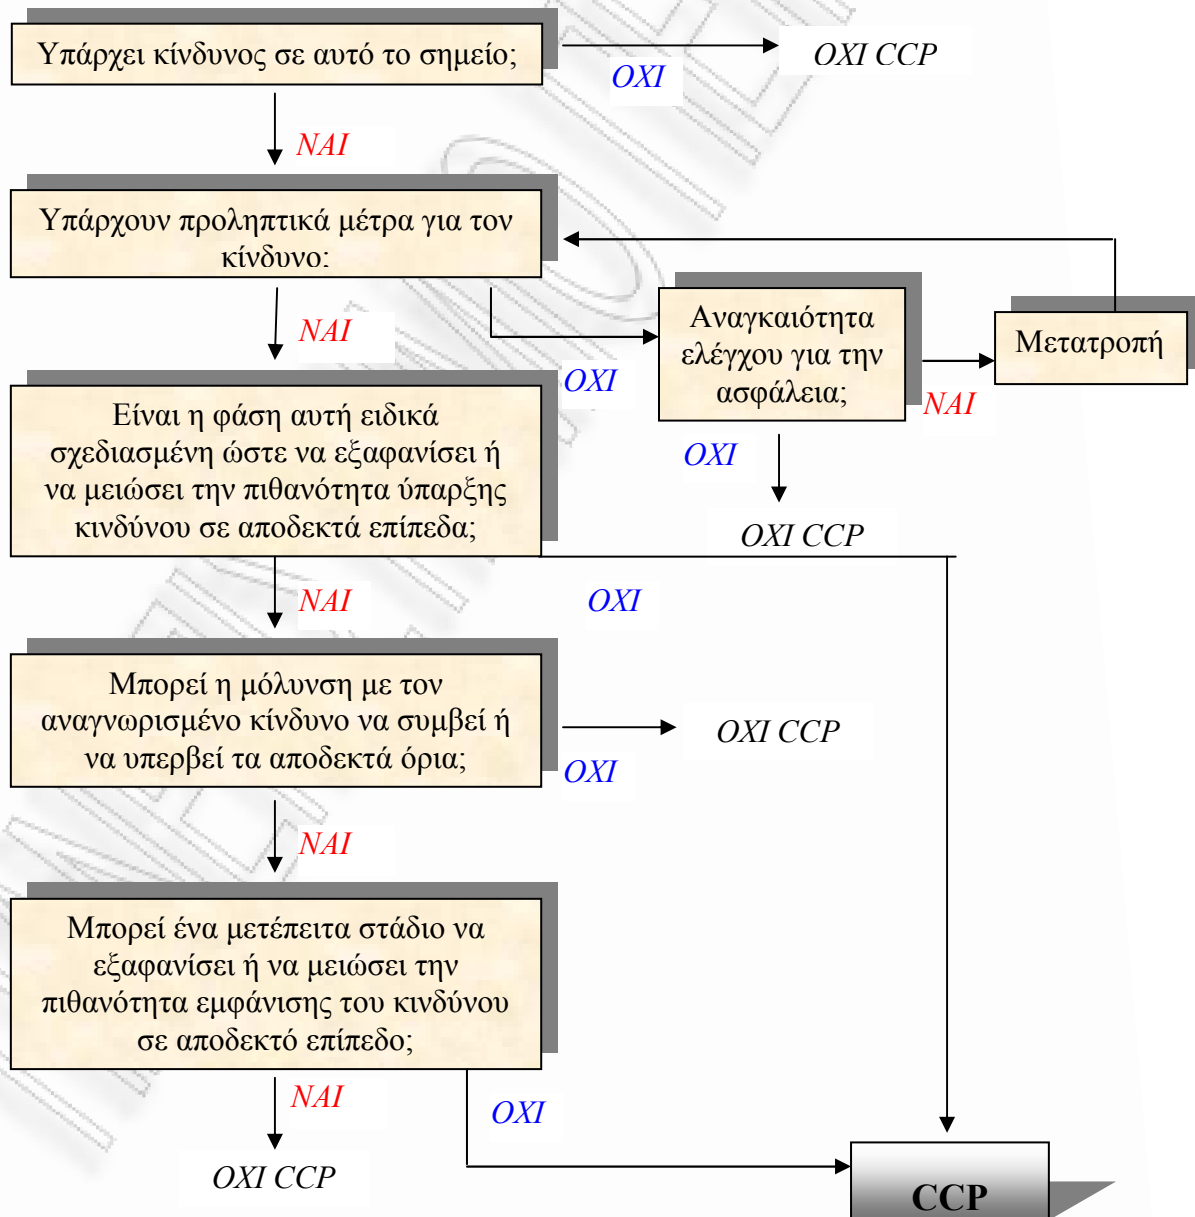 Υπάρχει κίνδυνος σε αυτό το σημείο;
ΟΧΙ
ΟΧΙ CCP
ΝΑΙ
Υπάρχουν προληπτικά μέτρα για τον
κίνδυνο;
ΝΑΙ
ΟΧΙ
Αναγκαιότητα
ελέγχου για την
ασφάλεια;
ΝΑΙ
Μετατροπή
ΟΧΙ
ΟΧΙ CCP
Είναι η φάση αυτή ειδικά
σχεδιασμένη ώστε να εξαφανίσει ή
να μειώσει την πιθανότητα ύπαρξης
κινδύνου σε αποδεκτά επίπεδα;
ΝΑΙ
ΟΧΙ
Μπορεί η μόλυνση με τον
αναγνωρισμένο κίνδυνο να συμβεί ή
να υπερβεί τα αποδεκτά όρια;
ΟΧΙ
ΟΧΙ CCP
ΝΑΙ
Μπορεί ένα μετέπειτα στάδιο να
εξαφανίσει ή να μειώσει την
πιθανότητα εμφάνισης του κινδύνου
σε αποδεκτό επίπεδο;
ΝΑΙ
ΟΧΙ
ΟΧΙ CCP
CCP